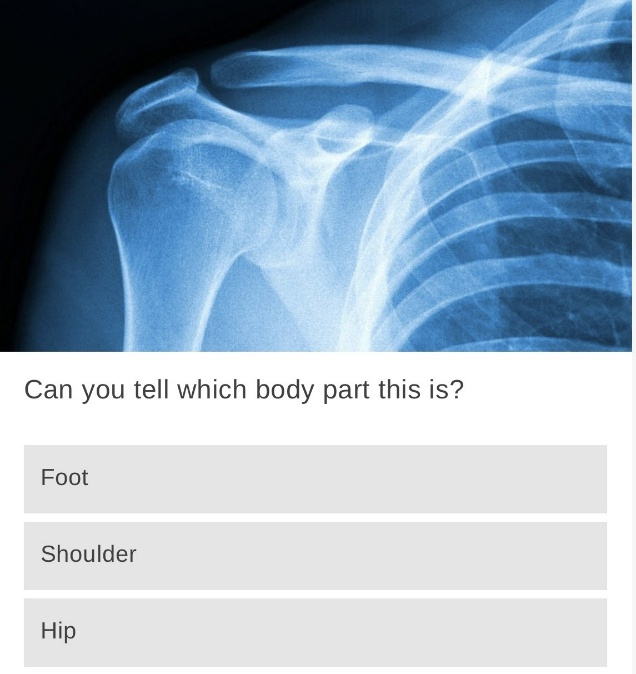 Can you tell which body part this is?
Foot
Shoulder
Hip